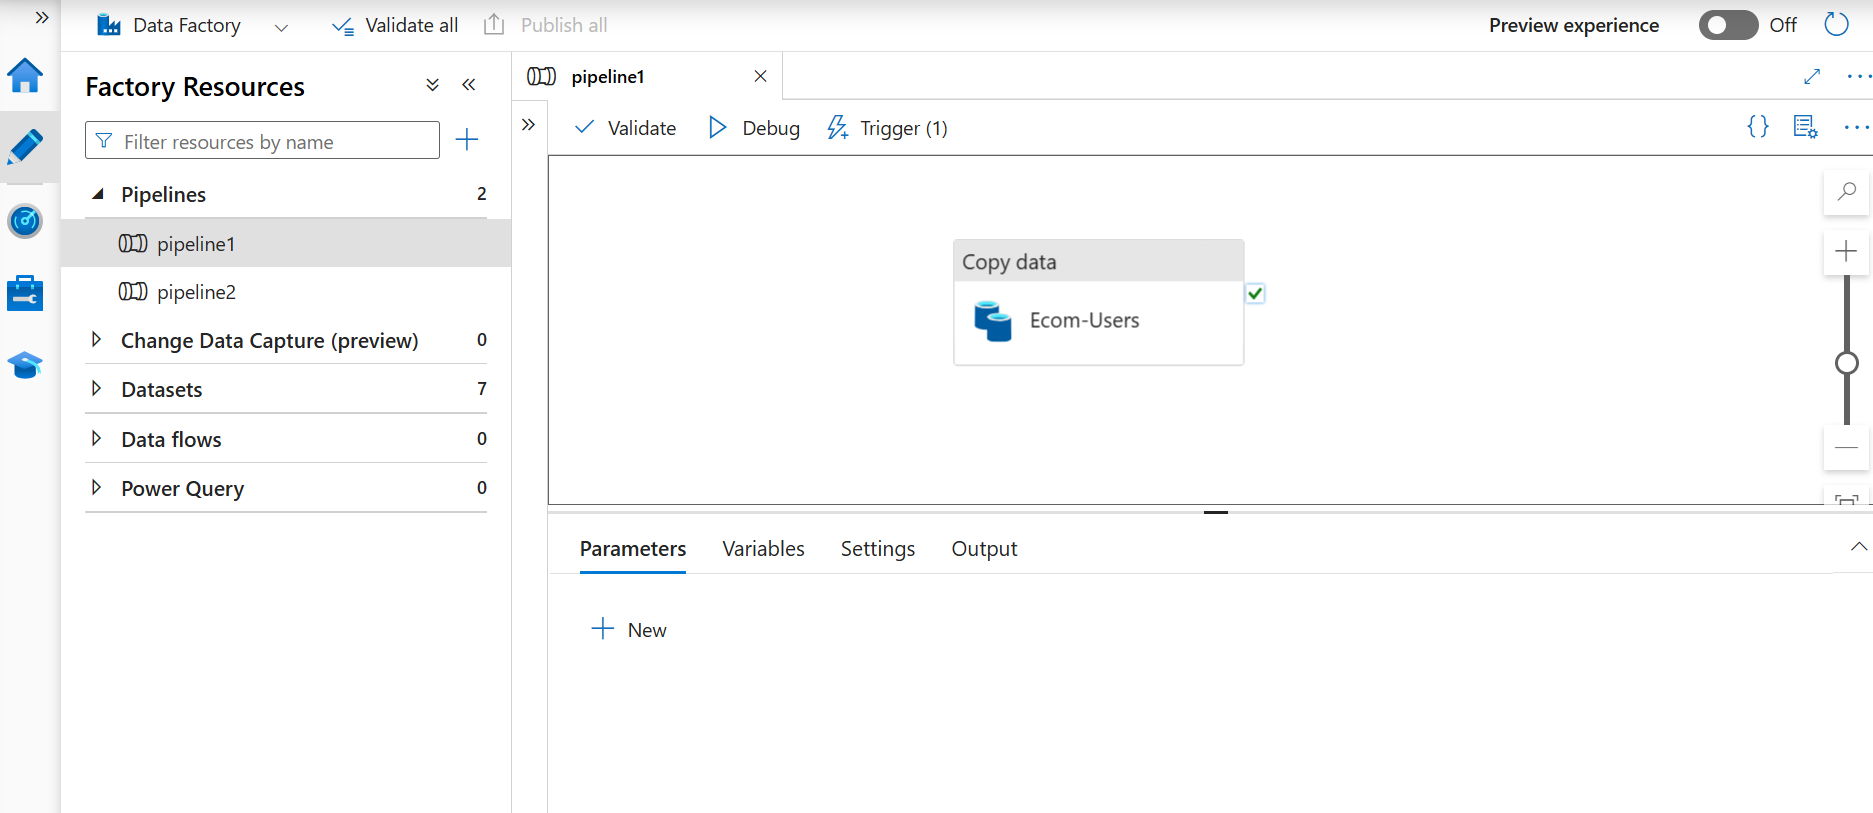 Data Factory
Validate all
Publish all
Preview experience
Off
Factory Resources
Filter resources by name
Pipelines 2
pipeline1
pipeline2
Change Data Capture (preview) 0
Datasets 7
Data flows 0
Power Query 0
pipeline1
Validate
Debug
Trigger (1)
Copy data
Ecom-Users
Parameters
Variables
Settings
Output
New